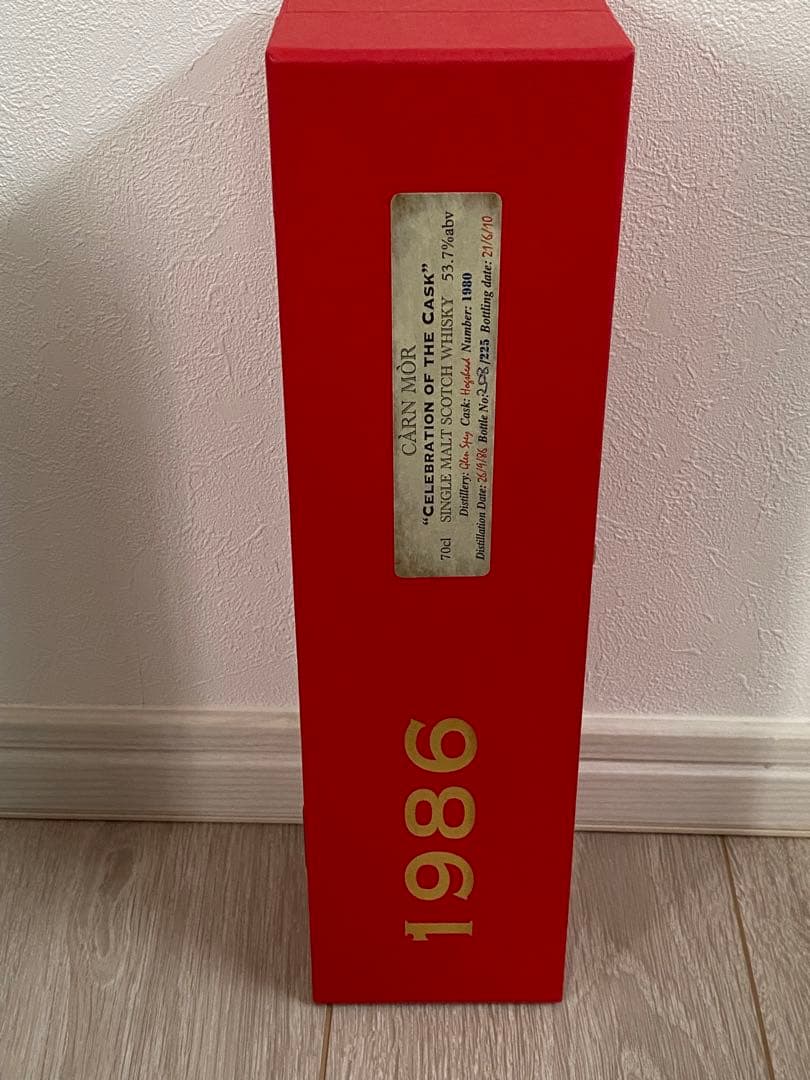 CÀRN MÒR
"CELEBRATION OF THE CASK"
70cl SINGLE MALT SCOTCH WHISKY 53.7%abv
Distillery: Glen Spey Cask: Hogshead Number: 1980
Distillation Date: 26/9/86 Bottle No: 208/225 Bottling date: 21/6/10
1986